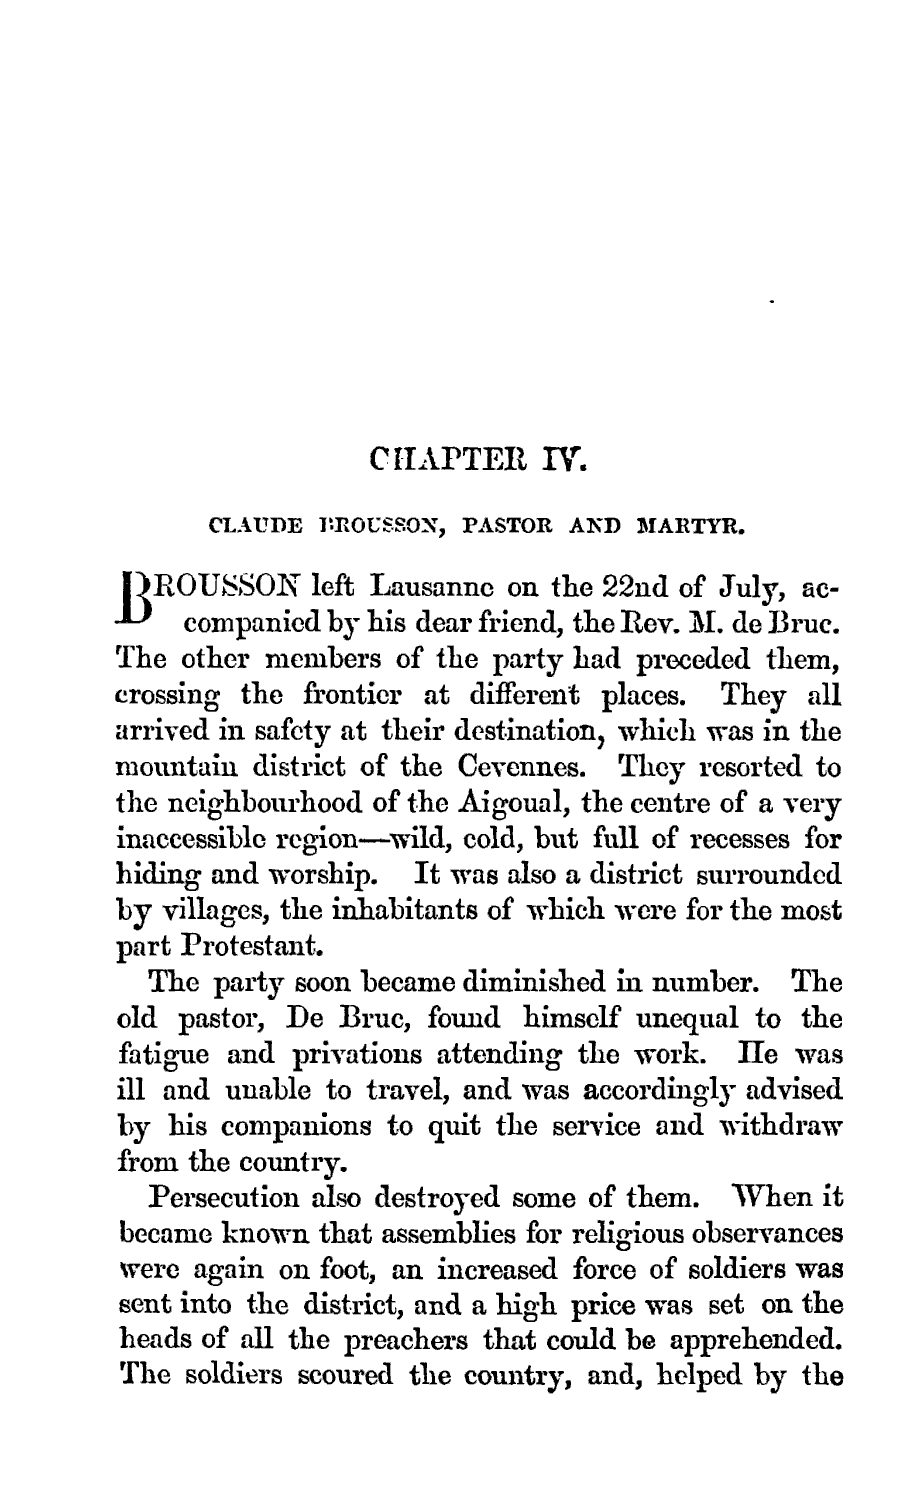 CHAPTER IV.
CLAUDE BROUSSON, PASTOR AND MARTYR.
BROUSSON left Lausanne on the 22nd of July, ac-
companied by his dear friend, the Rev. M. de Bruc.
The other members of the party had preceded them,
crossing the frontier at different places. They all
arrived in safety at their destination, which was in the
mountain district of the Cevennes. They resorted to
the neighbourhood of the Aigoual, the centre of a very
inaccessible region—wild, cold, but full of recesses for
hiding and worship. It was also a district surrounded
by villages, the inhabitants of which were for the most
part Protestant.
The party soon became diminished in number. The
old pastor, De Bruc, found himself unequal to the
fatigue and privations attending the work. He was
ill and unable to travel, and was accordingly advised
by his companions to quit the service and withdraw
from the country.
Persecution also destroyed some of them. When it
became known that assemblies for religious observances
were again on foot, an increased force of soldiers was
sent into the district, and a high price was set on the
heads of all the preachers that could be apprehended.
The soldiers scoured the country, and, helped by the